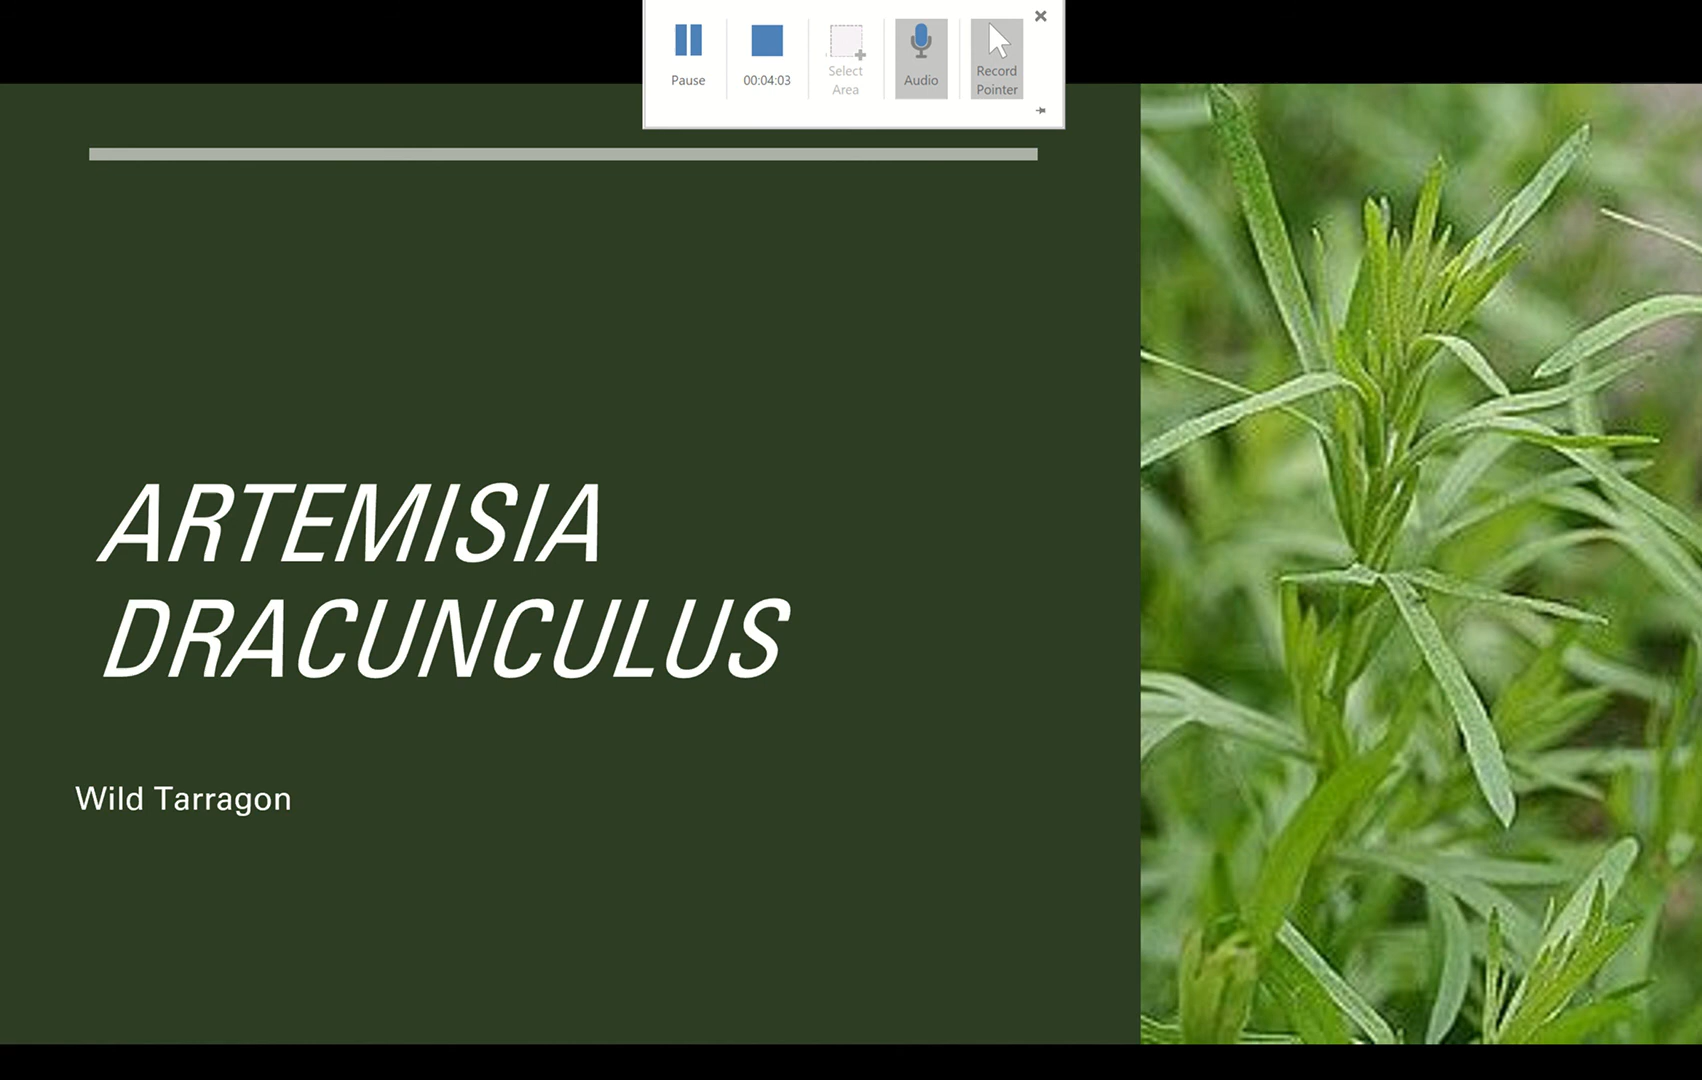 Pause
00:04:03
Select
Area
Audio
Record
Pointer
ARTEMISIA
DRACUNCULUS
Wild Tarragon